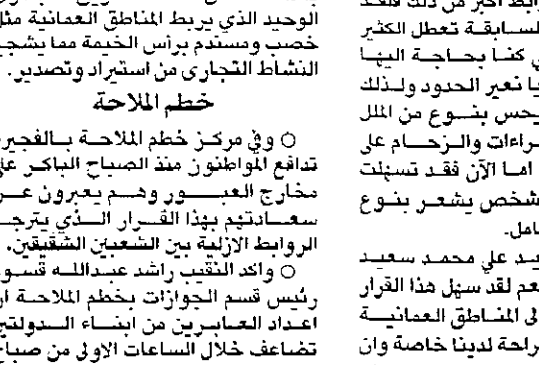 الوحيد الذي يربط المناطق العمانية مثل
خصب ومسندم برأس الخيمة مما يشجع
النشاط التجاري من استيراد وتصدير.
خطم الملاحة
○ وفي مركز خطم الملاحة بالفجيرة
تدافع المواطنون منذ الصباح الباكر على
مخارج العبور وهم يعبرون عن
سعادتهم بهذا القرار الذي يترجم
الروابط الازلية بين الشعبين الشقيقين.
○ واكد النقيب راشد عبدالله
رئيس قسم الجوازات بخطم الملاحة ان
اعداد العابرين من ابناء الدولتين
تضاعف خلال الساعات الاولى من صباح
السابقة تعطل الكثير
كنا بحاجة اليها
نعبر الحدود ولذلك
يحس بنوع من الملل
والزحام على
اما الآن فقد تسهلت
شخص يشعر بنوع
علي محمد سعيد
نعم لقد سهل هذا القرار
المناطق العمانية
لدينا خاصة وان